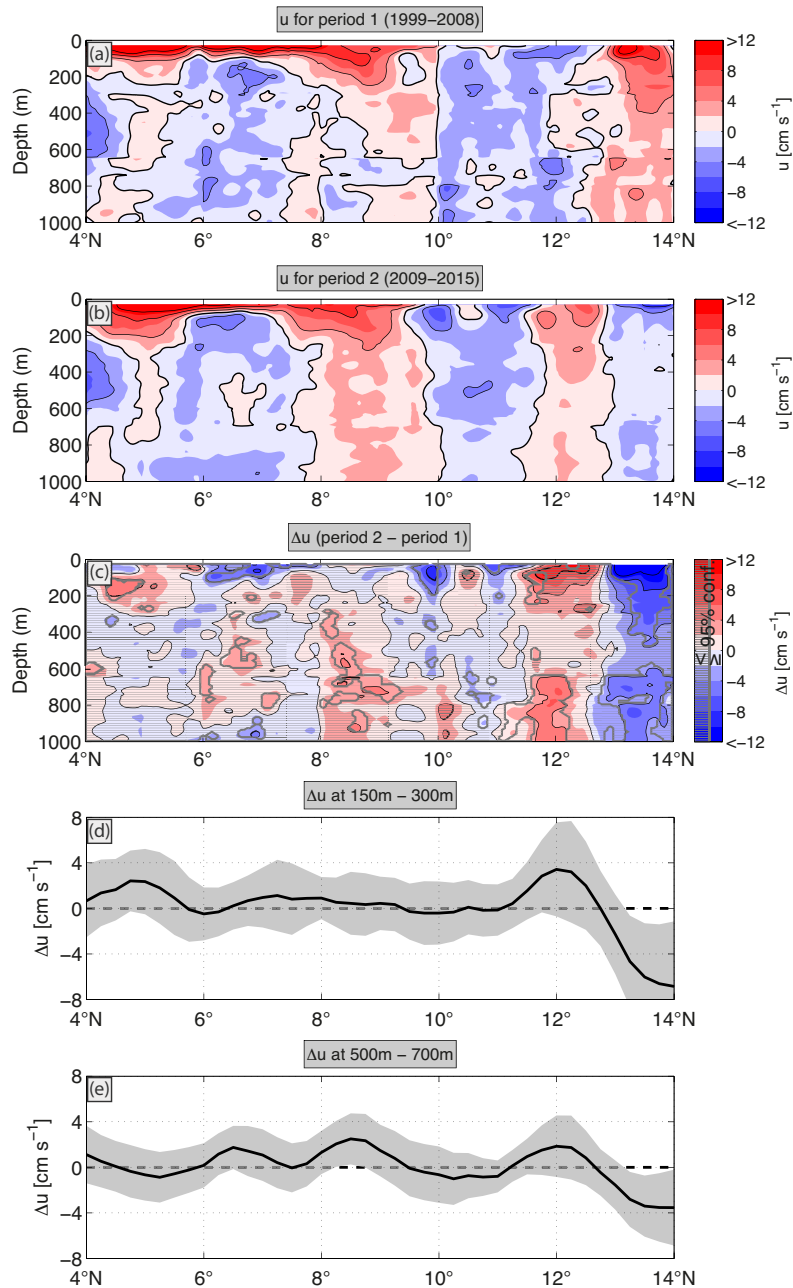 u for period 1 (1999−2008)
(a)
0
200
400
600
800
1000
Depth (m)
4°N 6° 8° 10° 12° 14°N
>12
8
4
0
−4
−8
<−12
u [cm s⁻¹]
u for period 2 (2009−2015)
(b)
0
200
400
600
800
1000
Depth (m)
4°N 6° 8° 10° 12° 14°N
>12
8
4
0
−4
−8
<−12
u [cm s⁻¹]
Δu (period 2 − period 1)
(c)
0
200
400
600
800
1000
Depth (m)
4°N 6° 8° 10° 12° 14°N
< 95% conf.
≥
>12
8
4
0
−4
−8
<−12
Δu [cm s⁻¹]
Δu at 150m − 300m
(d)
8
4
0
−4
−8
Δu [cm s⁻¹]
4°N 6° 8° 10° 12° 14°N
Δu at 500m − 700m
(e)
8
4
0
−4
−8
Δu [cm s⁻¹]
4°N 6° 8° 10° 12° 14°N